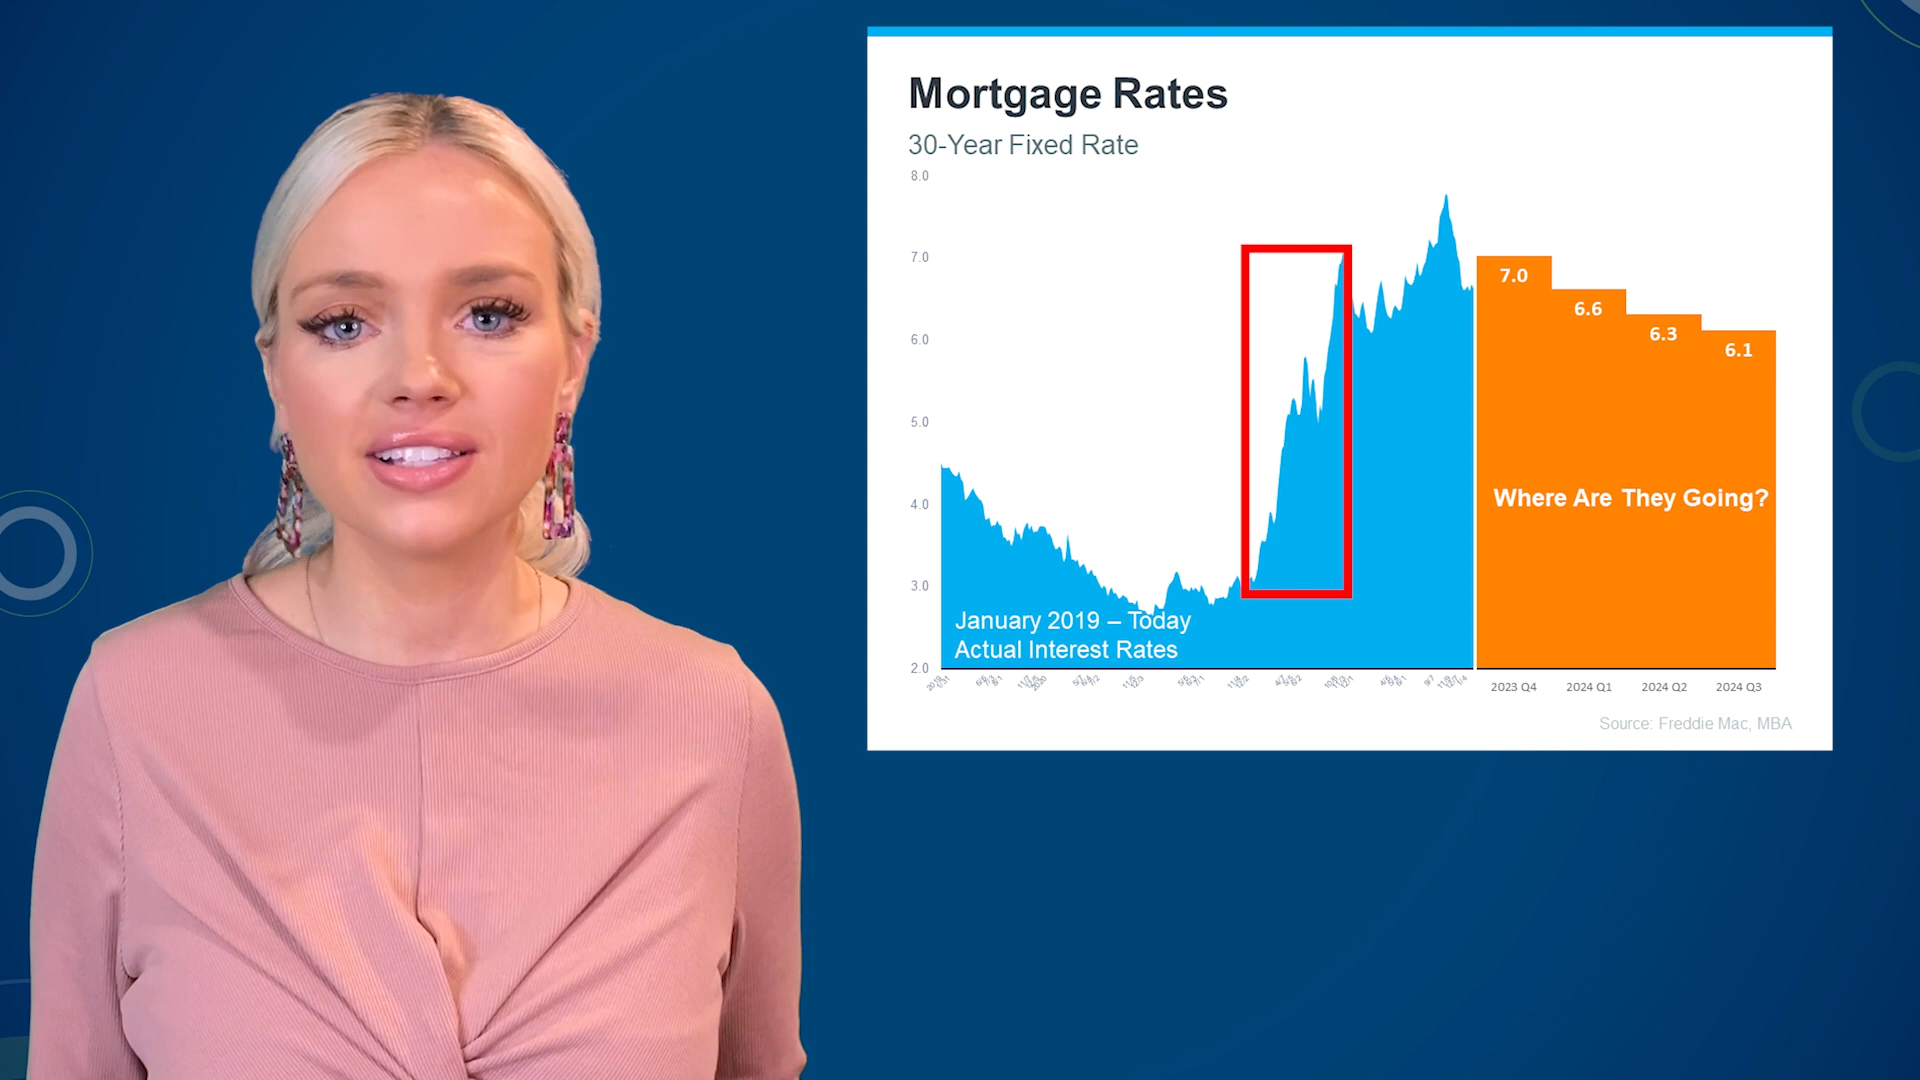 Mortgage Rates
30-Year Fixed Rate
8.0
7.0
6.0
5.0
4.0
3.0
2.0
7.0
6.6
6.3
6.1
Where Are They Going?
January 2019 – Today
Actual Interest Rates
2023 Q4
2024 Q1
2024 Q2
2024 Q3
Source: Freddie Mac, MBA